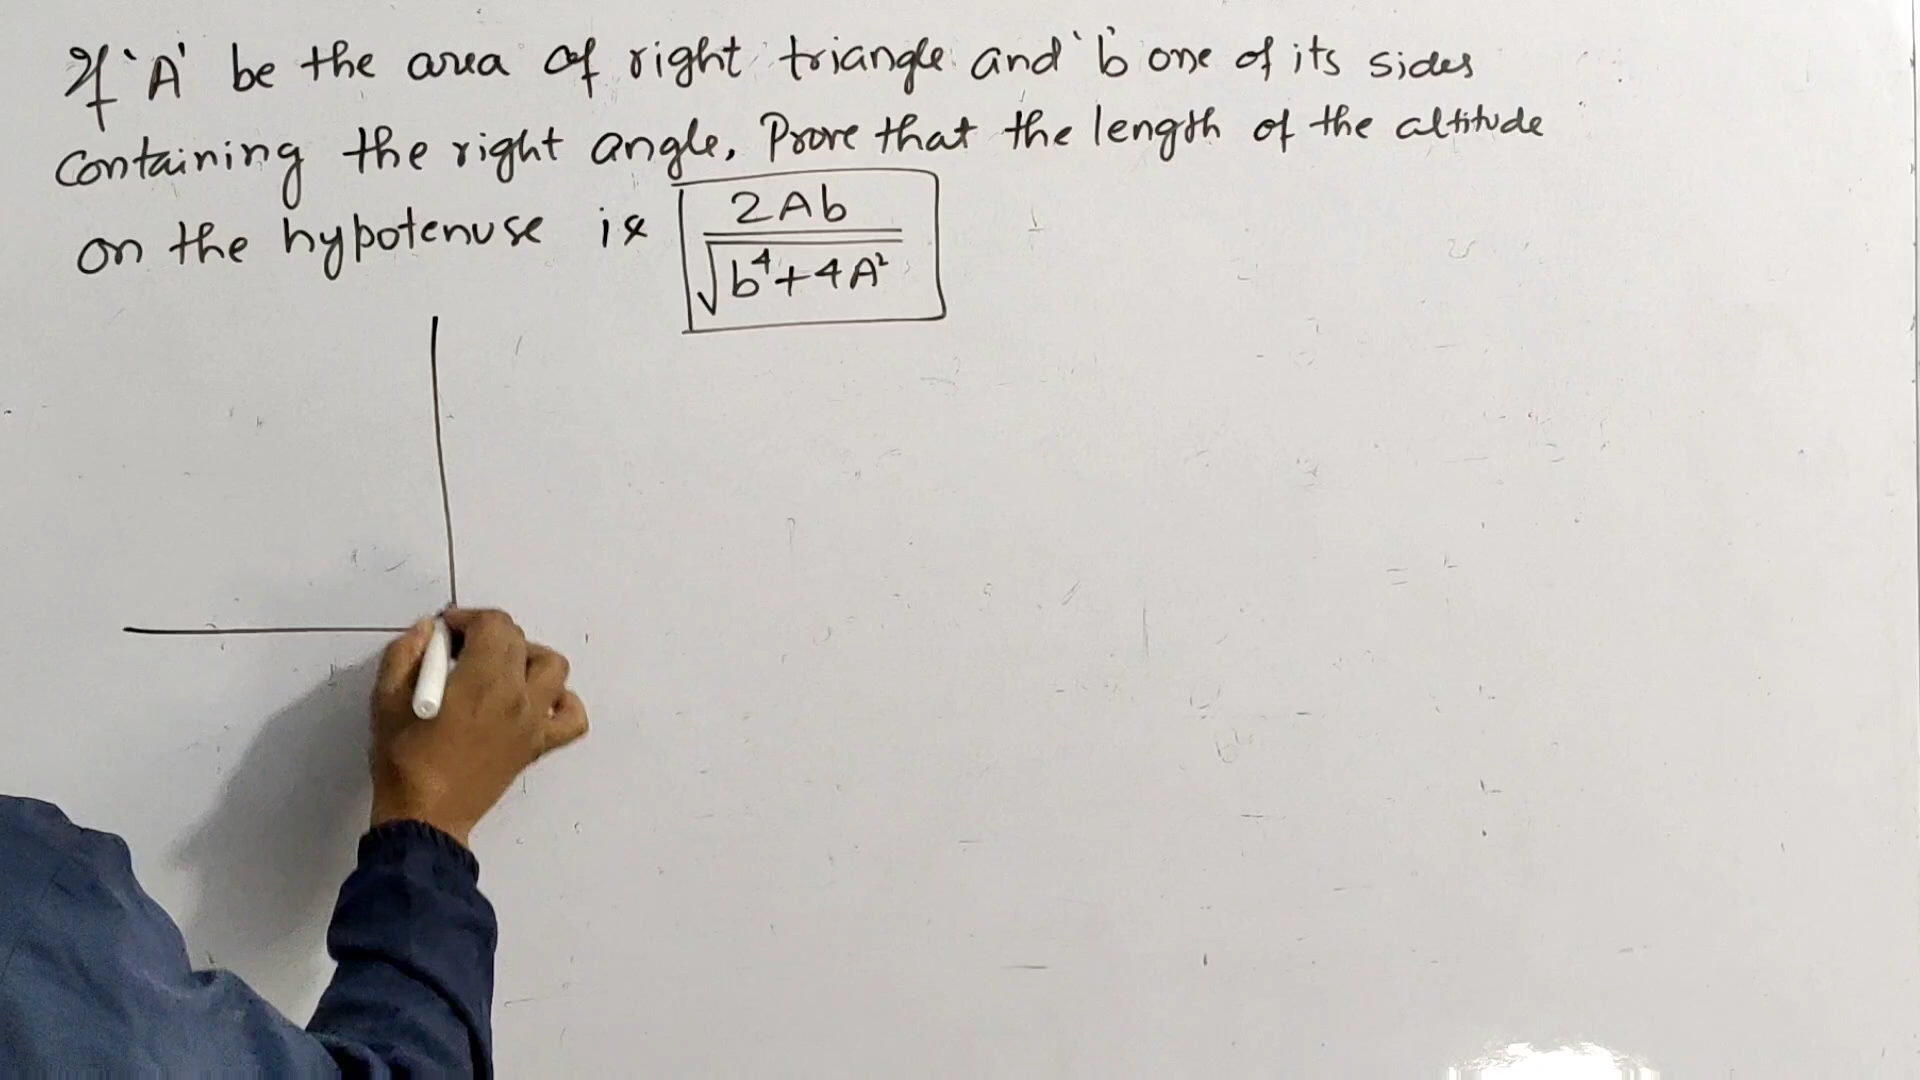 If 'A' be the area of right triangle and 'b' one of its sides
containing the right angle, Prove that the length of the altitude
on the hypotenuse is 2Ab / √(b⁴+4A²)